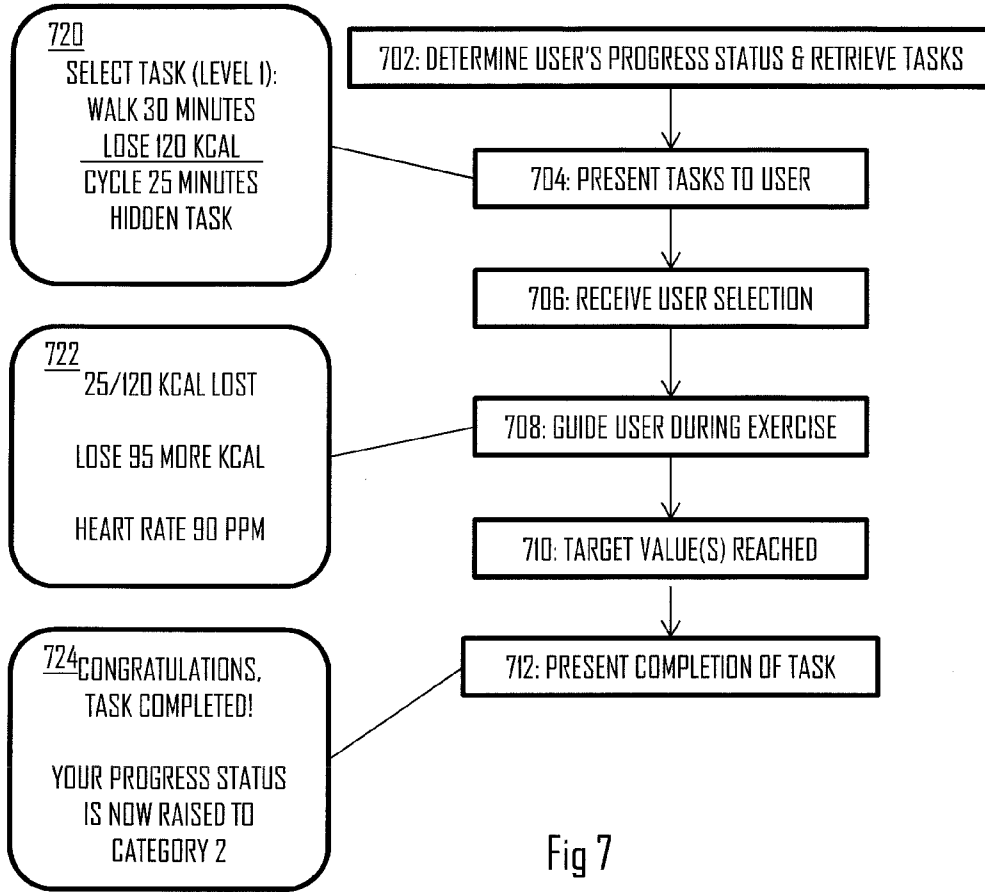 720
SELECT TASK (LEVEL 1):
WALK 30 MINUTES
LOSE 120 KCAL
CYCLE 25 MINUTES
HIDDEN TASK
702: DETERMINE USER'S PROGRESS STATUS & RETRIEVE TASKS
704: PRESENT TASKS TO USER
706: RECEIVE USER SELECTION
722
25/120 KCAL LOST
LOSE 95 MORE KCAL
HEART RATE 90 PPM
708: GUIDE USER DURING EXERCISE
710: TARGET VALUE(S) REACHED
724 CONGRATULATIONS,
TASK COMPLETED!
YOUR PROGRESS STATUS
IS NOW RAISED TO
CATEGORY 2
712: PRESENT COMPLETION OF TASK
Fig 7